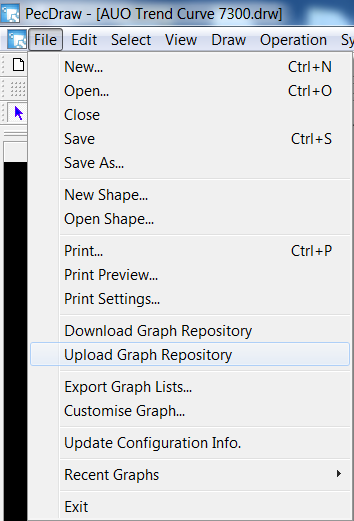 PecDraw - [AUO Trend Curve 7300.drw]
File Edit Select View Draw Operation Sy
New... Ctrl+N
Open... Ctrl+O
Close
Save Ctrl+S
Save As...
New Shape...
Open Shape...
Print... Ctrl+P
Print Preview...
Print Settings...
Download Graph Repository
Upload Graph Repository
Export Graph Lists...
Customise Graph...
Update Configuration Info.
Recent Graphs
Exit